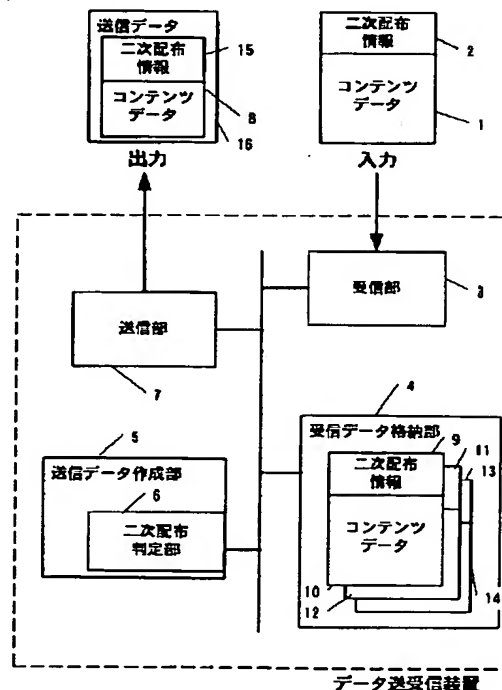 送信データ
二次配布
情報
15
コンテンツ
データ
8
16
出力
二次配布
情報
2
コンテンツ
データ
1
入力
送信部
7
受信部
3
4
5
送信データ作成部
6
二次配布
判定部
受信データ格納部
9
11
13
二次配布
情報
コンテンツ
データ
10
12
14
データ送受信装置